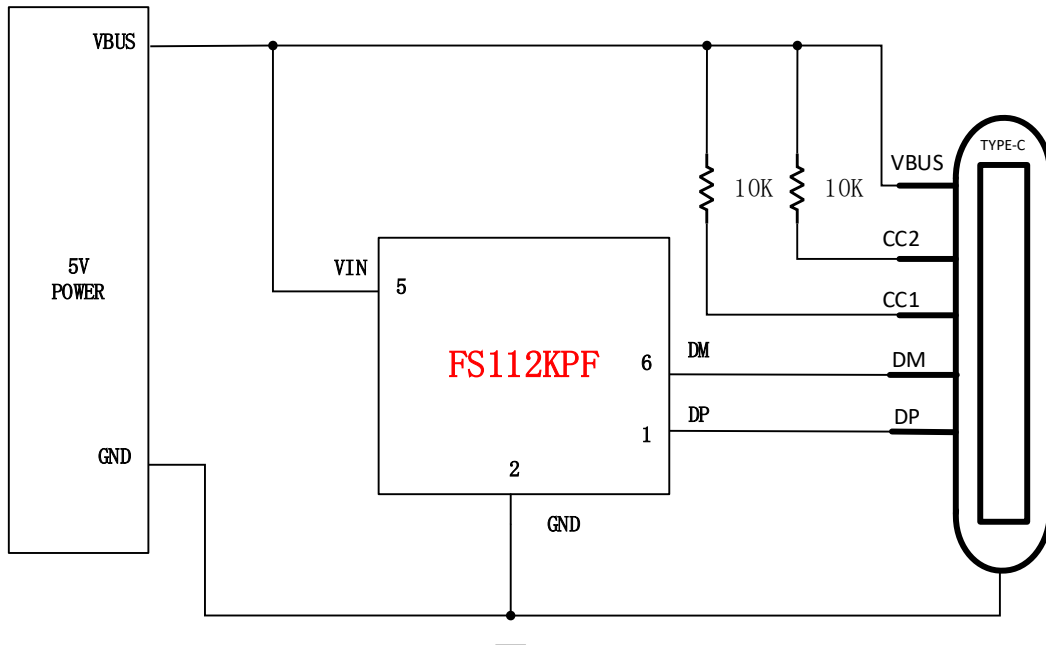 VBUS
TYPE-C
VBUS
10K
10K
CC2
5V
POWER
VIN
5
CC1
FS112KPF
6
DM
DM
1
DP
DP
GND
2
GND